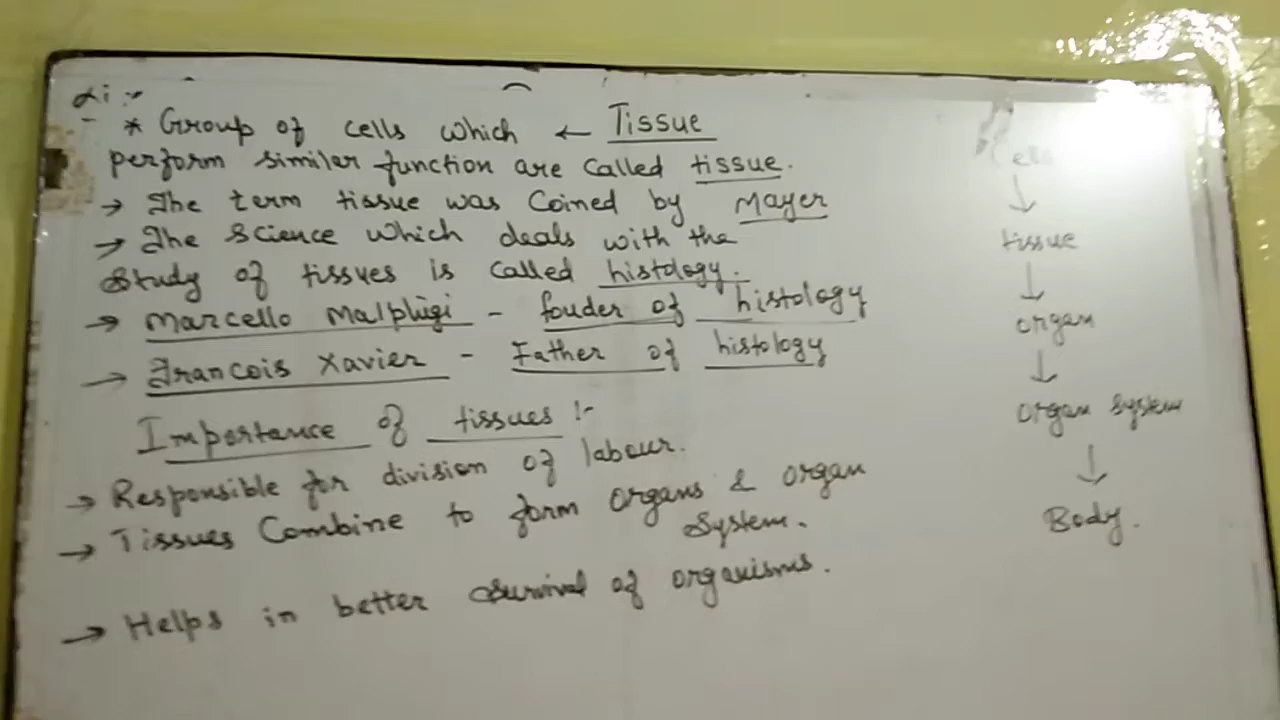 * Group of cells which ← Tissue
perform similar function are called tissue.
→ The term tissue was Coined by Mayer
→ The science which deals with the
study of tissues is called histology.
→ Marcello Malphigi - fouder of histology
→ Francois Xavier - Father of histology
Importance of tissues :-
→ Responsible for division of labour.
→ Tissues Combine to form organs & organ
system.
→ Helps in better survival of organisms.
↓
tissue
↓
organ
↓
organ system
↓
Body.